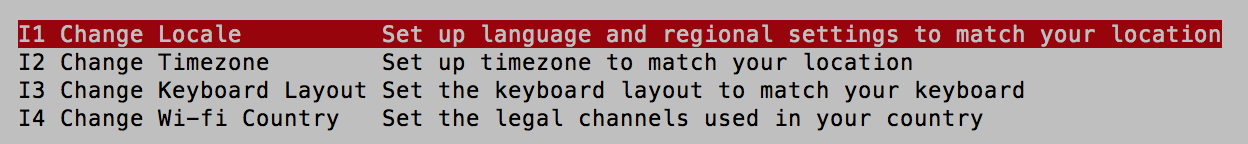 I1 Change Locale Set up language and regional settings to match your location
I2 Change Timezone Set up timezone to match your location
I3 Change Keyboard Layout Set the keyboard layout to match your keyboard
I4 Change Wi-fi Country Set the legal channels used in your country